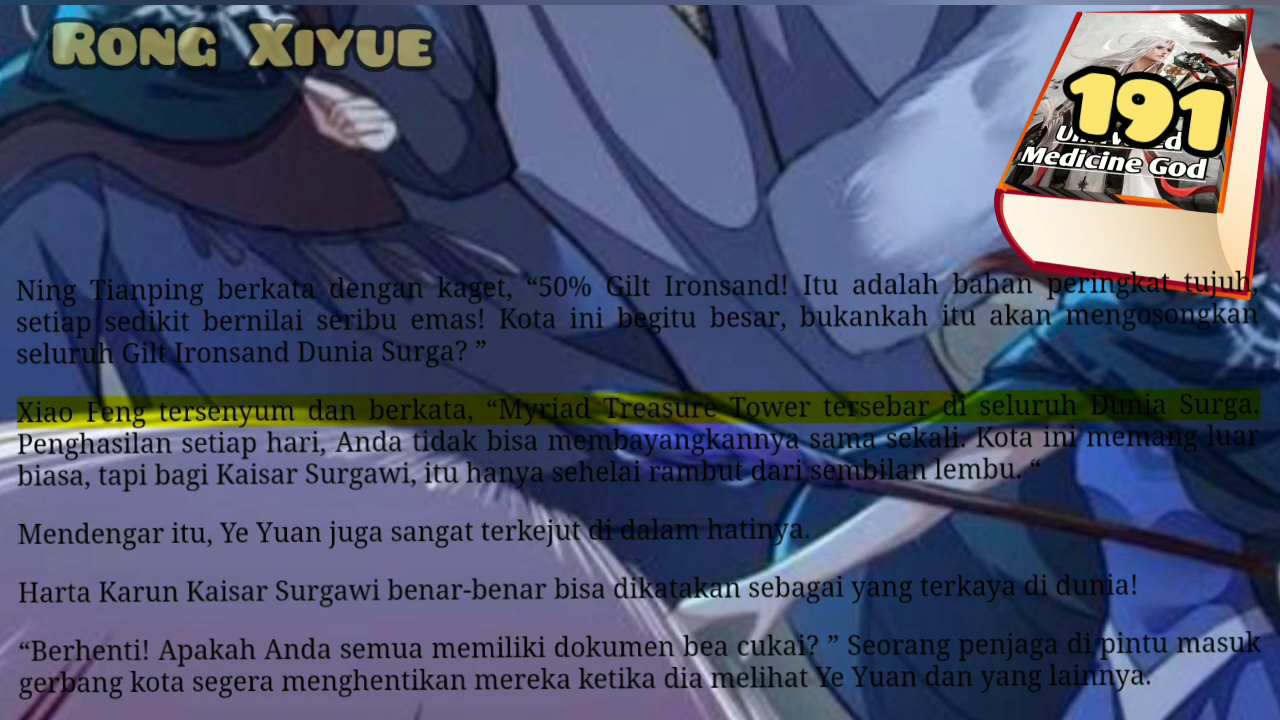 Rong Xiyue
191
Medicine God
Ning Tianping berkata dengan kaget, “50% Gilt Ironsand! Itu adalah bahan peringkat tujuh,
setiap sedikit bernilai seribu emas! Kota ini begitu besar, bukankah itu akan mengosongkan
seluruh Gilt Ironsand Dunia Surga? ”
Xiao Feng tersenyum dan berkata, “Myriad Treasure Tower tersebar di seluruh Dunia Surga.
Penghasilan setiap hari, Anda tidak bisa membayangkannya sama sekali. Kota ini memang luar
biasa, tapi bagi Kaisar Surgawi, itu hanya sehelai rambut dari sembilan lembu. “
Mendengar itu, Ye Yuan juga sangat terkejut di dalam hatinya.
Harta Karun Kaisar Surgawi benar-benar bisa dikatakan sebagai yang terkaya di dunia!
“Berhenti! Apakah Anda semua memiliki dokumen bea cukai? ” Seorang penjaga di pintu masuk
gerbang kota segera menghentikan mereka ketika dia melihat Ye Yuan dan yang lainnya.